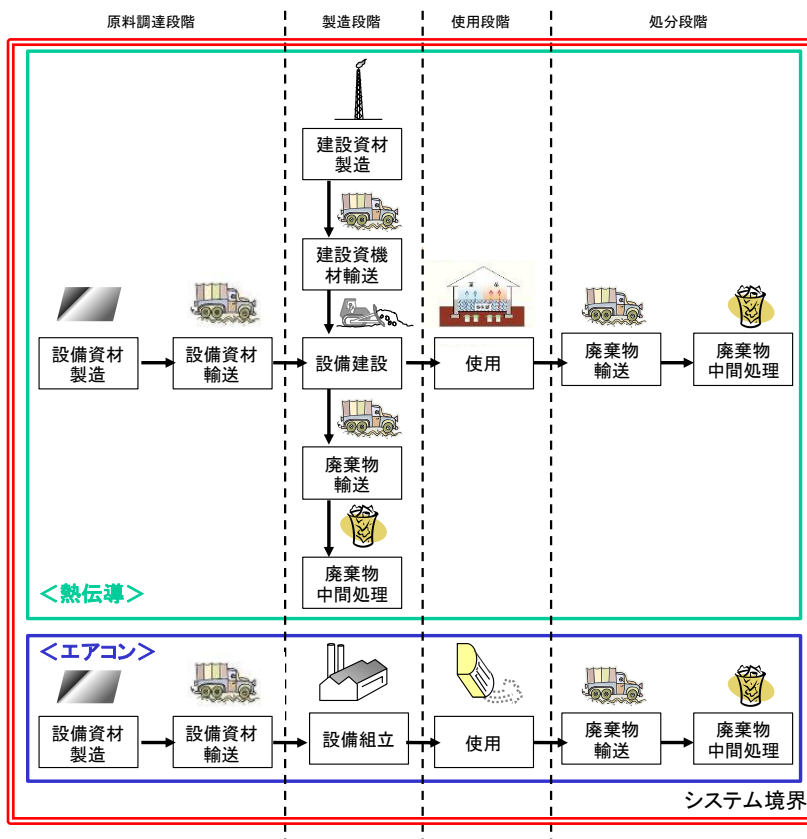 原料調達段階
製造段階
使用段階
処分段階
建設資材
製造
建設資機
材輸送
設備資材
製造
設備資材
輸送
設備建設
使用
廃棄物
輸送
廃棄物
中間処理
廃棄物
輸送
廃棄物
中間処理
＜熱伝導＞
＜エアコン＞
設備資材
製造
設備資材
輸送
設備組立
使用
廃棄物
輸送
廃棄物
中間処理
システム境界